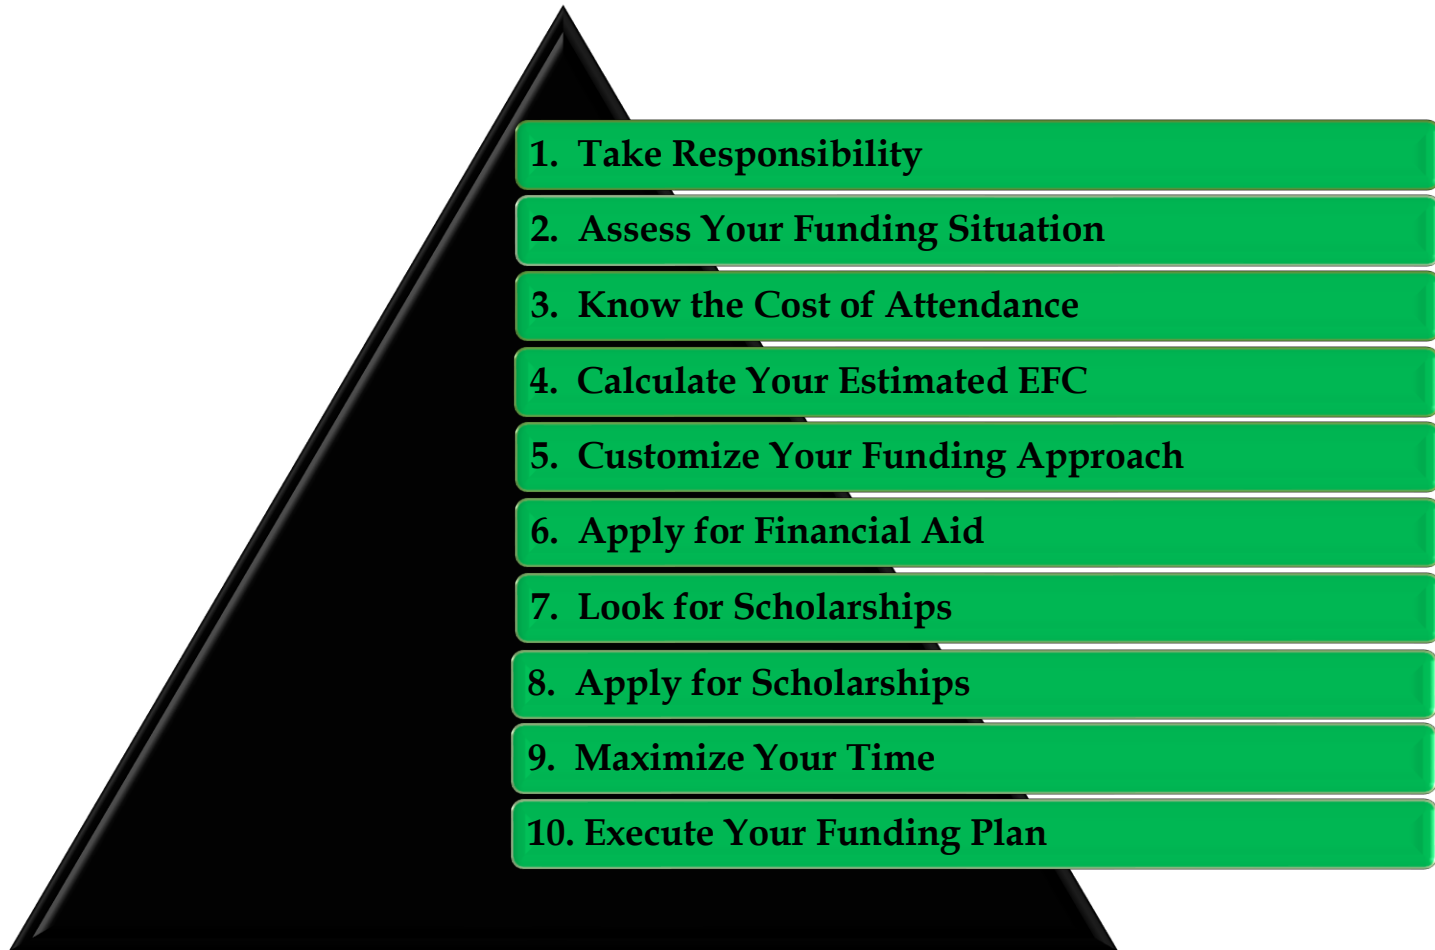 1. Take Responsibility
2. Assess Your Funding Situation
3. Know the Cost of Attendance
4. Calculate Your Estimated EFC
5. Customize Your Funding Approach
6. Apply for Financial Aid
7. Look for Scholarships
8. Apply for Scholarships
9. Maximize Your Time
10. Execute Your Funding Plan